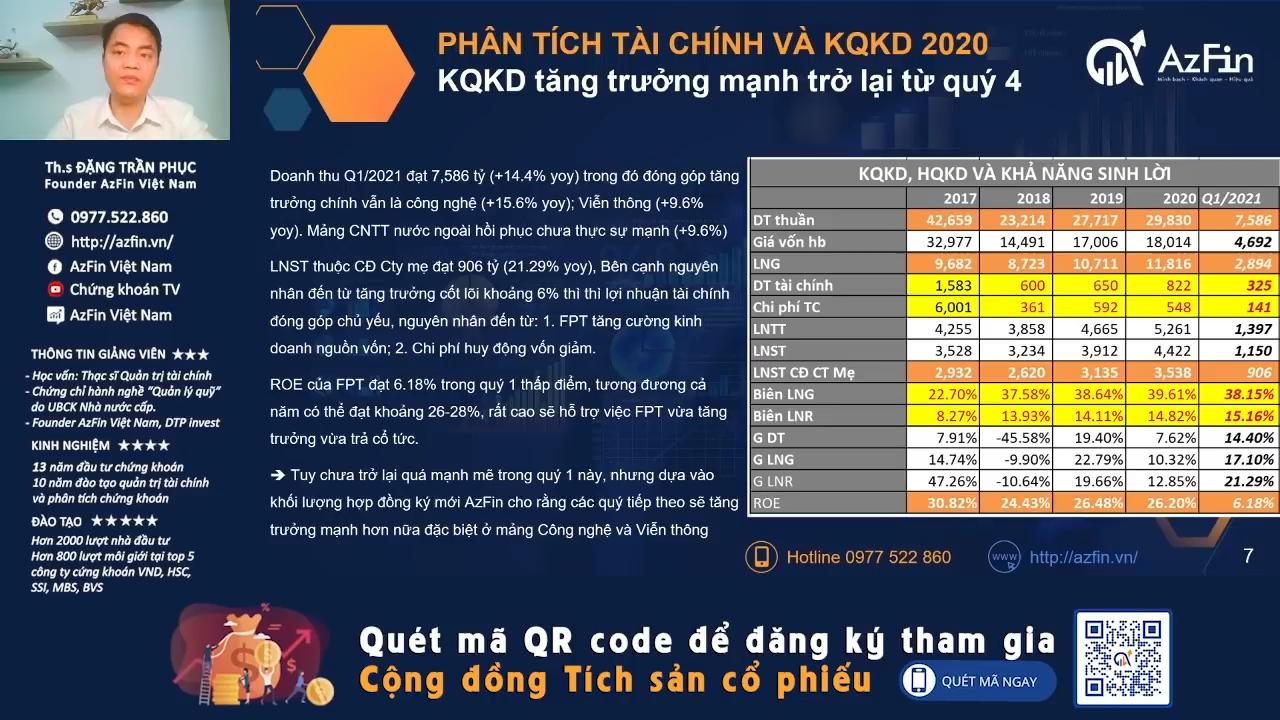 PHÂN TÍCH TÀI CHÍNH VÀ KQKD 2020
KQKD tăng trưởng mạnh trở lại từ quý 4
AzFin
Minh bạch - Khách quan - Hiệu quả
Th.s ĐẶNG TRẦN PHỤC
Founder AzFin Việt Nam
0977.522.860
http://azfin.vn/
AzFin Việt Nam
Chứng khoán TV
AzFin Việt Nam
THÔNG TIN GIẢNG VIÊN ★★★
- Học vấn: Thạc sĩ Quản trị tài chính
- Chứng chỉ hành nghề "Quản lý quỹ"
do UBCK Nhà nước cấp.
- Founder AzFin Việt Nam, DTP invest
KINH NGHIỆM ★★★★
13 năm đầu tư chứng khoán
10 năm đào tạo quản trị tài chính
và phân tích chứng khoán
ĐÀO TẠO ★★★★★
Hơn 2000 lượt nhà đầu tư
Hơn 800 lượt môi giới tại top 5
công ty cứng khoán VND, HSC,
SSI, MBS, BVS
Doanh thu Q1/2021 đạt 7,586 tỷ (+14.4% yoy) trong đó đóng góp tăng
trưởng chính vẫn là công nghệ (+15.6% yoy); Viễn thông (+9.6%
yoy). Mảng CNTT nước ngoài hồi phục chưa thực sự mạnh (+9.6%)
LNST thuộc CĐ Cty mẹ đạt 906 tỷ (21.29% yoy), Bên cạnh nguyên
nhân đến từ tăng trưởng cốt lõi khoảng 6% thì thì lợi nhuận tài chính
đóng góp chủ yếu, nguyên nhân đến từ: 1. FPT tăng cường kinh
doanh nguồn vốn; 2. Chi phí huy động vốn giảm.
ROE của FPT đạt 6.18% trong quý 1 thấp điểm, tương đương cả
năm có thể đạt khoảng 26-28%, rất cao sẽ hỗ trợ việc FPT vừa tăng
trưởng vừa trả cổ tức.
➔ Tuy chưa trở lại quá mạnh mẽ trong quý 1 này, nhưng dựa vào
khối lượng hợp đồng ký mới AzFin cho rằng các quý tiếp theo sẽ tăng
trưởng mạnh hơn nữa đặc biệt ở mảng Công nghệ và Viễn thông
KQKD, HQKD VÀ KHẢ NĂNG SINH LỜI
2017 2018 2019 2020 Q1/2021
DT thuần 42,659 23,214 27,717 29,830 7,586
Giá vốn hb 32,977 14,491 17,006 18,014 4,692
LNG 9,682 8,723 10,711 11,816 2,894
DT tài chính 1,583 600 650 822 325
Chi phí TC 6,001 361 592 548 141
LNTT 4,255 3,858 4,665 5,261 1,397
LNST 3,528 3,234 3,912 4,422 1,150
LNST CĐ CT Mẹ 2,932 2,620 3,135 3,538 906
Biên LNG 22.70% 37.58% 38.64% 39.61% 38.15%
Biên LNR 8.27% 13.93% 14.11% 14.82% 15.16%
G DT 7.91% -45.58% 19.40% 7.62% 14.40%
G LNG 14.74% -9.90% 22.79% 10.32% 17.10%
G LNR 47.26% -10.64% 19.66% 12.85% 21.29%
ROE 30.82% 24.43% 26.48% 26.20% 6.18%
Hotline 0977 522 860
www
http://azfin.vn/
7
Quét mã QR code để đăng ký tham gia
Cộng đồng Tích sản cổ phiếu
QUÉT MÃ NGAY